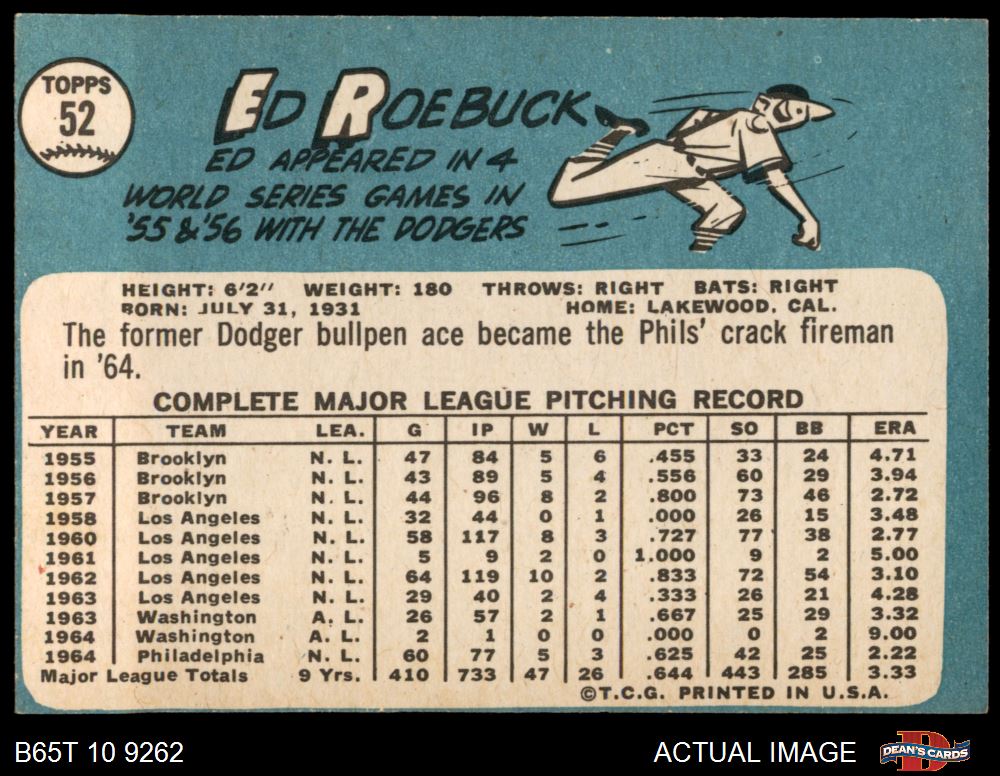 TOPPS
52
ED ROEBUCK
ED APPEARED IN 4
WORLD SERIES GAMES IN
'55 & '56 WITH THE DODGERS
HEIGHT: 6'2" WEIGHT: 180 THROWS: RIGHT BATS: RIGHT
BORN: JULY 31, 1931 HOME: LAKEWOOD, CAL.
The former Dodger bullpen ace became the Phils' crack fireman
in '64.
COMPLETE MAJOR LEAGUE PITCHING RECORD
YEAR TEAM LEA. G IP W L PCT SO BB ERA
1955 Brooklyn N. L. 47 84 5 6 .455 33 24 4.71
1956 Brooklyn N. L. 43 89 5 4 .556 60 29 3.94
1957 Brooklyn N. L. 44 96 8 2 .800 73 46 2.72
1958 Los Angeles N. L. 32 44 0 1 .000 26 15 3.48
1960 Los Angeles N. L. 58 117 8 3 .727 77 38 2.77
1961 Los Angeles N. L. 5 9 2 0 1.000 9 2 5.00
1962 Los Angeles N. L. 64 119 10 2 .833 72 54 3.10
1963 Los Angeles N. L. 29 40 2 4 .333 26 21 4.28
1963 Washington A. L. 26 57 2 1 .667 25 29 3.32
1964 Washington A. L. 2 1 0 0 .000 0 2 9.00
1964 Philadelphia N. L. 60 77 5 3 .625 42 25 2.22
Major League Totals 9 Yrs. 410 733 47 26 .644 443 285 3.33
©T.C.G. PRINTED IN U.S.A.
B65T 10 9262
ACTUAL IMAGE
DEAN'S CARDS